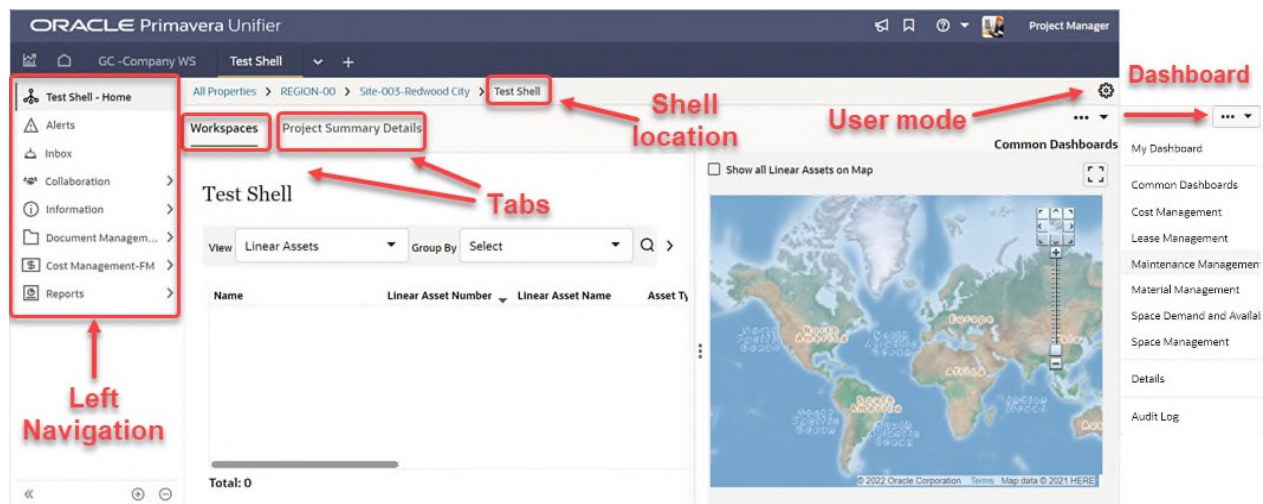 ORACLE Primavera Unifier
Project Manager
GC -Company WS
Test Shell
Test Shell - Home
Alerts
Inbox
Collaboration
Information
Document Managem...
Cost Management-FM
Reports
Left
Navigation
All Properties > REGION-00 > Site-003-Redwood City > Test Shell
Shell
location
User mode
Dashboard
Workspaces
Project Summary Details
Tabs
Common Dashboards
Test Shell
View Linear Assets Group By Select
Name Linear Asset Number Linear Asset Name Asset Ty
Total: 0
Show all Linear Assets on Map
North
America
Europe
Africa
South
America
© 2022 Oracle Corporation Terms Map data © 2021 HERE
My Dashboard
Common Dashboards
Cost Management
Lease Management
Maintenance Managemen
Material Management
Space Demand and Availa
Space Management
Details
Audit Log